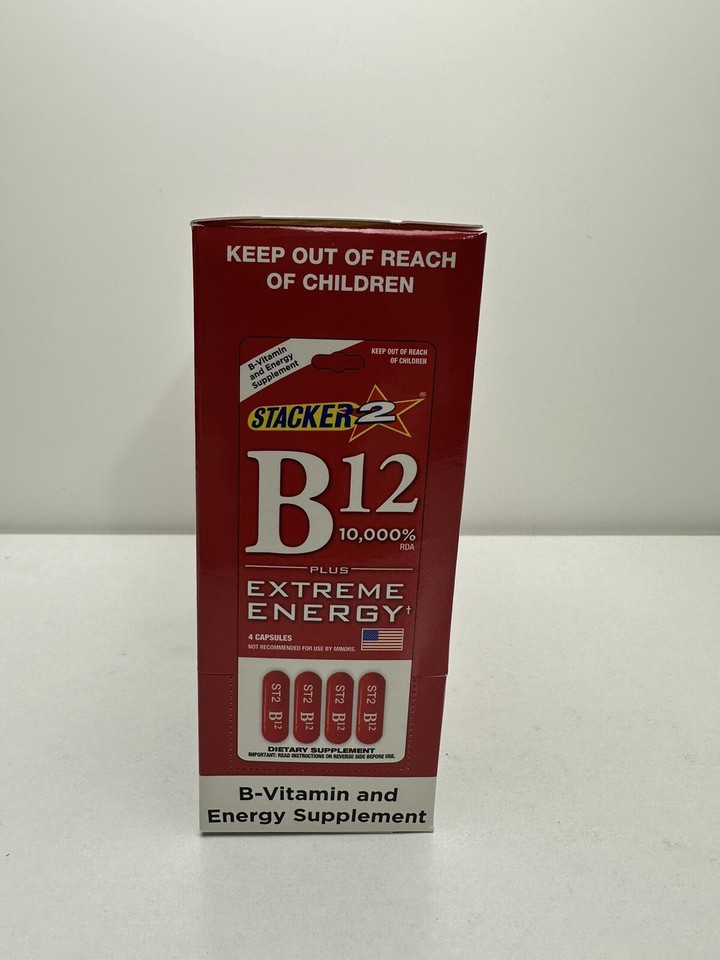 KEEP OUT OF REACH
OF CHILDREN
B-Vitamin
and Energy
Supplement
KEEP OUT OF REACH
OF CHILDREN
STACKER 2®
B12
10,000%
RDA
PLUS
EXTREME
ENERGY†
4 CAPSULES
NOT RECOMMENDED FOR USE BY MINORS.
ST2 B12
ST2 B12
ST2 B12
ST2 B12
DIETARY SUPPLEMENT
IMPORTANT: READ INSTRUCTIONS ON REVERSE SIDE BEFORE USE.
B-Vitamin and
Energy Supplement